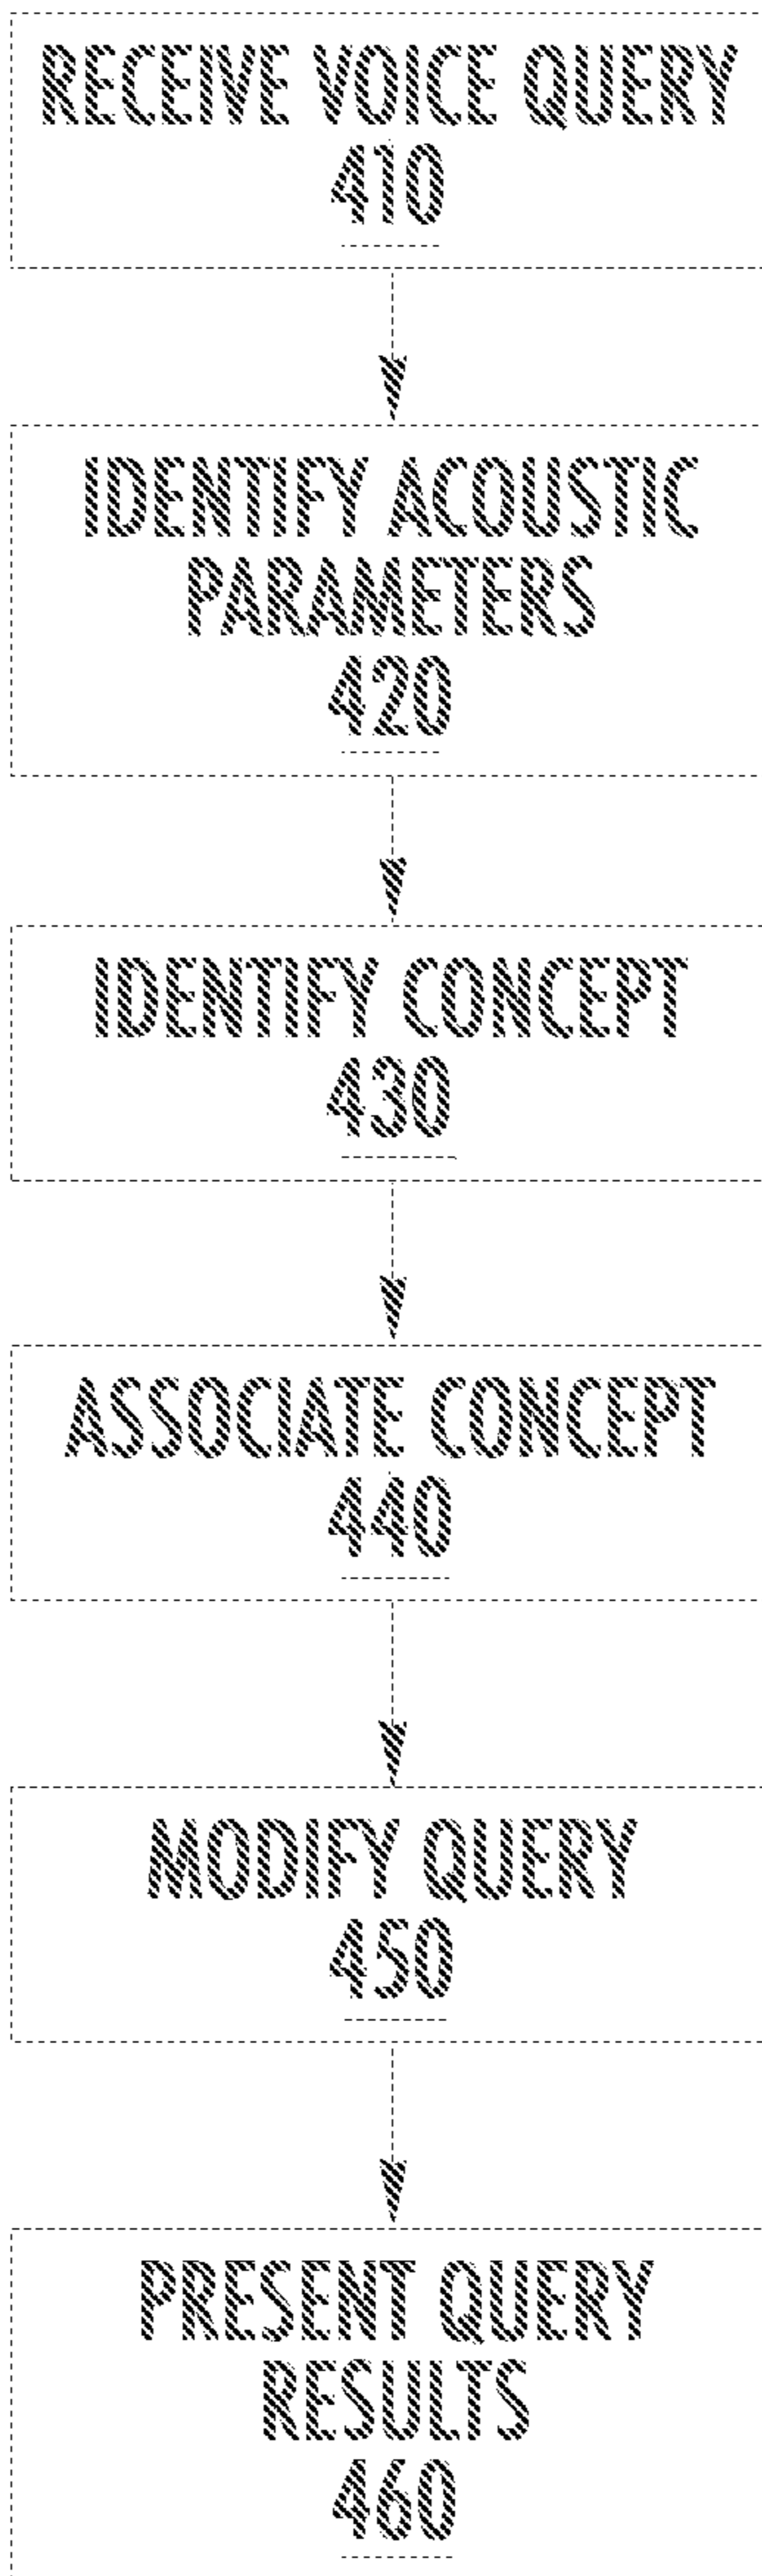 RECEIVE VOICE QUERY
410
IDENTIFY ACOUSTIC
PARAMETERS
420
IDENTIFY CONCEPT
430
ASSOCIATE CONCEPT
440
MODIFY QUERY
450
PRESENT QUERY
RESULTS
460